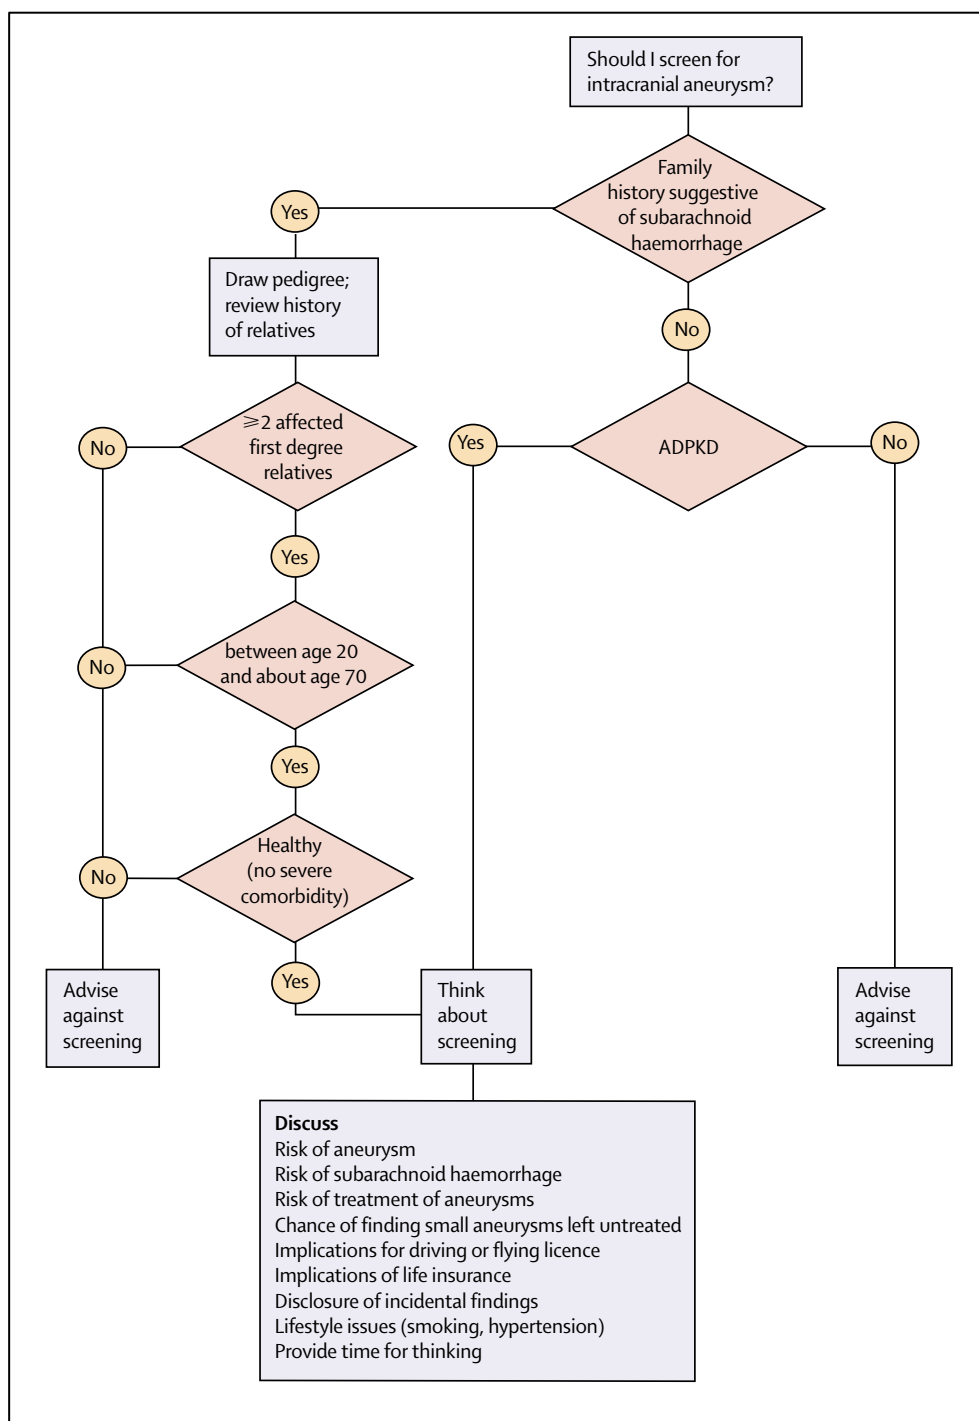 Should I screen for
intracranial aneurysm?
Family
history suggestive
of subarachnoid
haemorrhage
Yes
Draw pedigree;
review history
of relatives
No
⩾2 affected
first degree
relatives
No
Yes
ADPKD
No
Yes
between age 20
and about age 70
No
Yes
Healthy
(no severe
comorbidity)
No
Yes
Advise
against
screening
Think
about
screening
Advise
against
screening
Discuss
Risk of aneurysm
Risk of subarachnoid haemorrhage
Risk of treatment of aneurysms
Chance of finding small aneurysms left untreated
Implications for driving or flying licence
Implications of life insurance
Disclosure of incidental findings
Lifestyle issues (smoking, hypertension)
Provide time for thinking